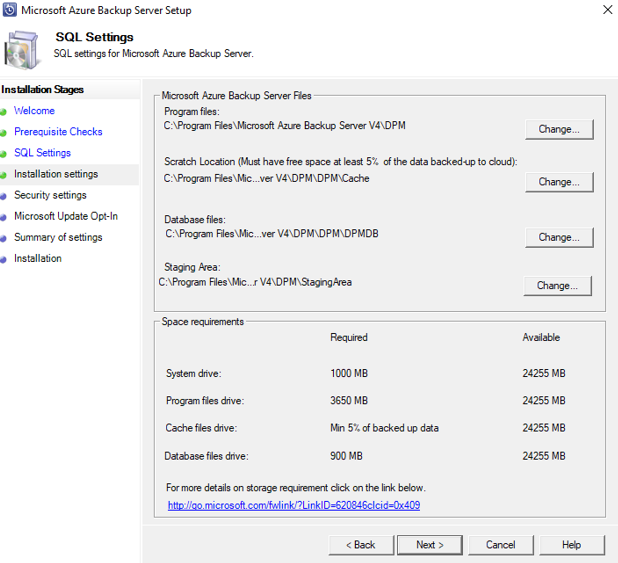 Microsoft Azure Backup Server Setup
SQL Settings
SQL settings for Microsoft Azure Backup Server.
Installation Stages
Welcome
Prerequisite Checks
SQL Settings
Installation settings
Security settings
Microsoft Update Opt-In
Summary of settings
Installation
Microsoft Azure Backup Server Files
Program files:
C:\Program Files\Microsoft Azure Backup Server V4\DPM
Change...
Scratch Location (Must have free space at least 5% of the data backed-up to cloud):
C:\Program Files\Mic...ver V4\DPM\DPM\Cache
Change...
Database files:
C:\Program Files\Mic...ver V4\DPM\DPM\DPMDB
Change...
Staging Area:
C:\Program Files\Mic...r V4\DPM\StagingArea
Change...
Space requirements
Required Available
System drive: 1000 MB 24255 MB
Program files drive: 3650 MB 24255 MB
Cache files drive: Min 5% of backed up data 24255 MB
Database files drive: 900 MB 24255 MB
For more details on storage requirement click on the link below.
http://go.microsoft.com/fwlink/?LinkID=620846clcid=0x409
< Back Next > Cancel Help